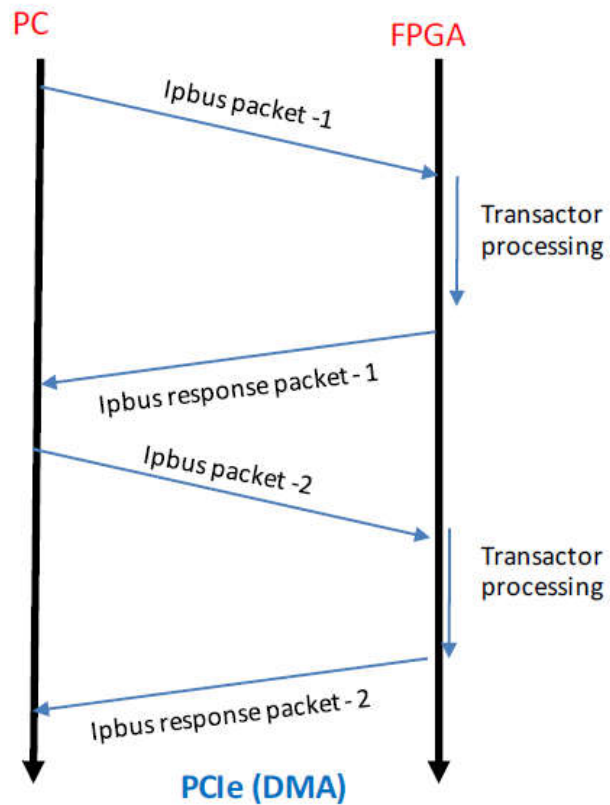 PC
FPGA
Ipbus packet -1
Transactor
processing
Ipbus response packet - 1
Ipbus packet -2
Transactor
processing
Ipbus response packet - 2
PCIe (DMA)